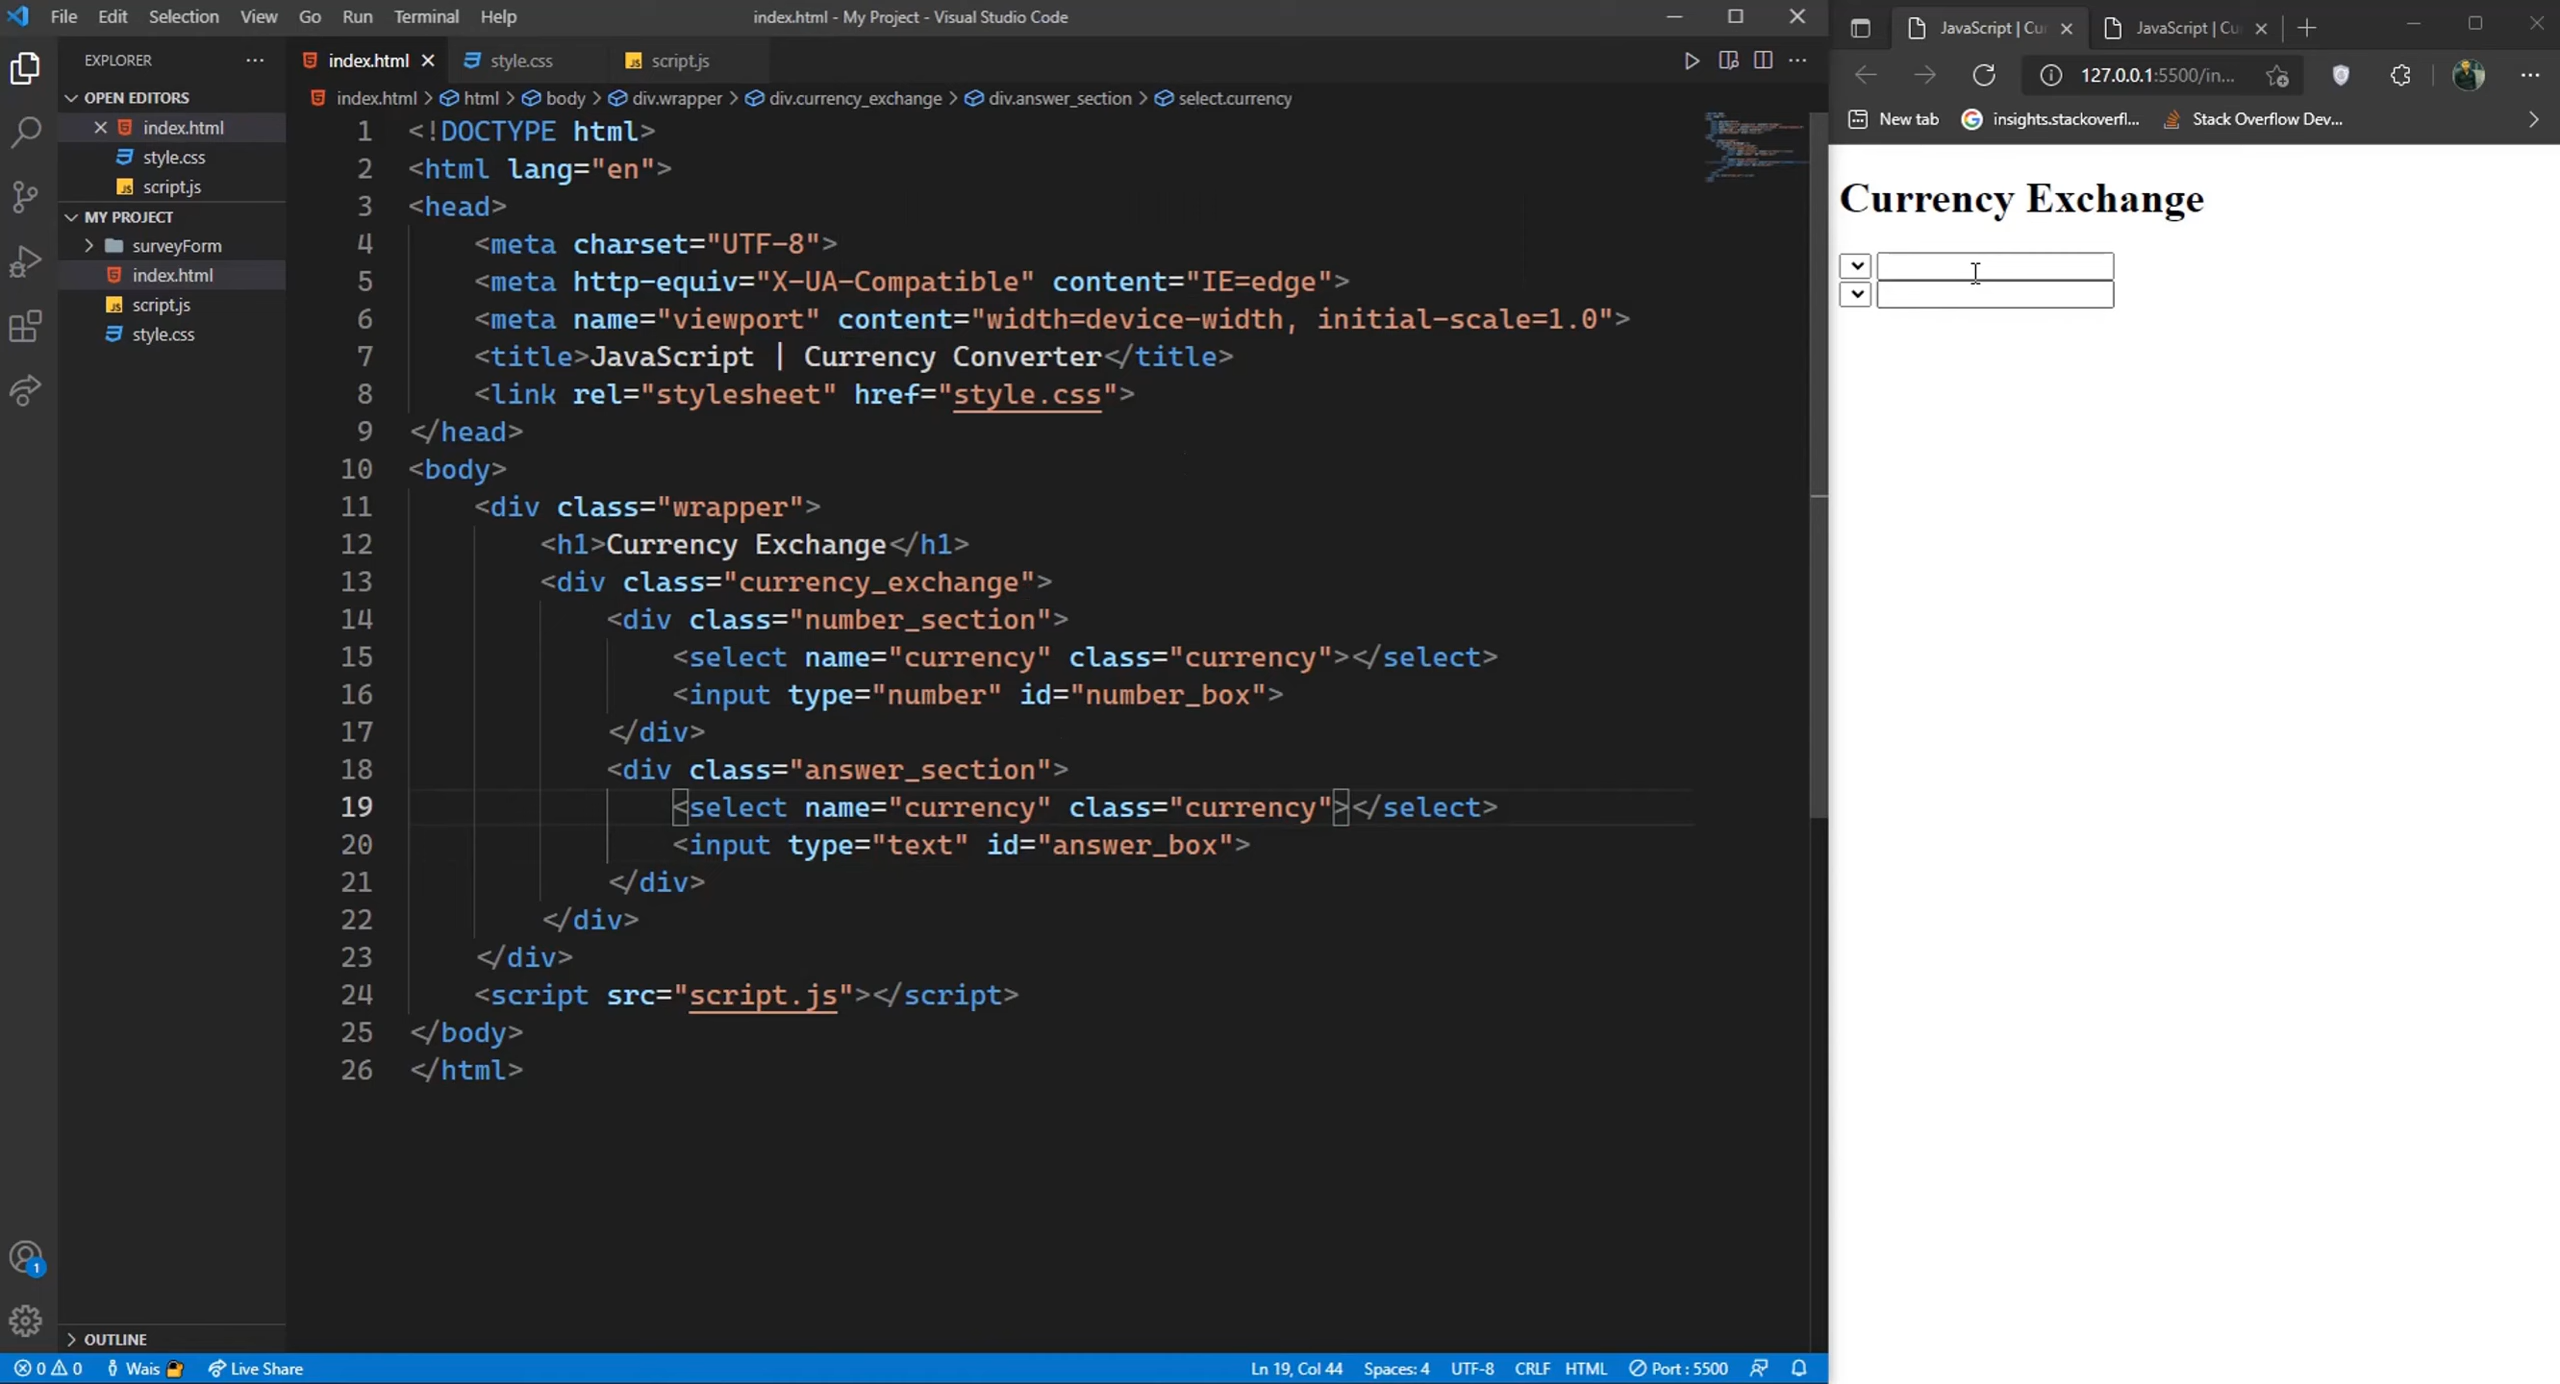 File Edit Selection View Go Run Terminal Help
index.html - My Project - Visual Studio Code
EXPLORER
OPEN EDITORS
index.html
style.css
script.js
MY PROJECT
surveyForm
index.html
script.js
style.css
OUTLINE
index.html style.css script.js
index.html > html > body > div.wrapper > div.currency_exchange > div.answer_section > select.currency
1 <!DOCTYPE html>
2 <html lang="en">
3 <head>
4 <meta charset="UTF-8">
5 <meta http-equiv="X-UA-Compatible" content="IE=edge">
6 <meta name="viewport" content="width=device-width, initial-scale=1.0">
7 <title>JavaScript | Currency Converter</title>
8 <link rel="stylesheet" href="style.css">
9 </head>
10 <body>
11 <div class="wrapper">
12 <h1>Currency Exchange</h1>
13 <div class="currency_exchange">
14 <div class="number_section">
15 <select name="currency" class="currency"></select>
16 <input type="number" id="number_box">
17 </div>
18 <div class="answer_section">
19 <select name="currency" class="currency"></select>
20 <input type="text" id="answer_box">
21 </div>
22 </div>
23 </div>
24 <script src="script.js"></script>
25 </body>
26 </html>
1
0 0 Wais Live Share
Ln 19, Col 44 Spaces: 4 UTF-8 CRLF HTML Port : 5500
JavaScript | Cu JavaScript | Cu
127.0.0.1:5500/in...
New tab insights.stackoverfl... Stack Overflow Dev...
Currency Exchange